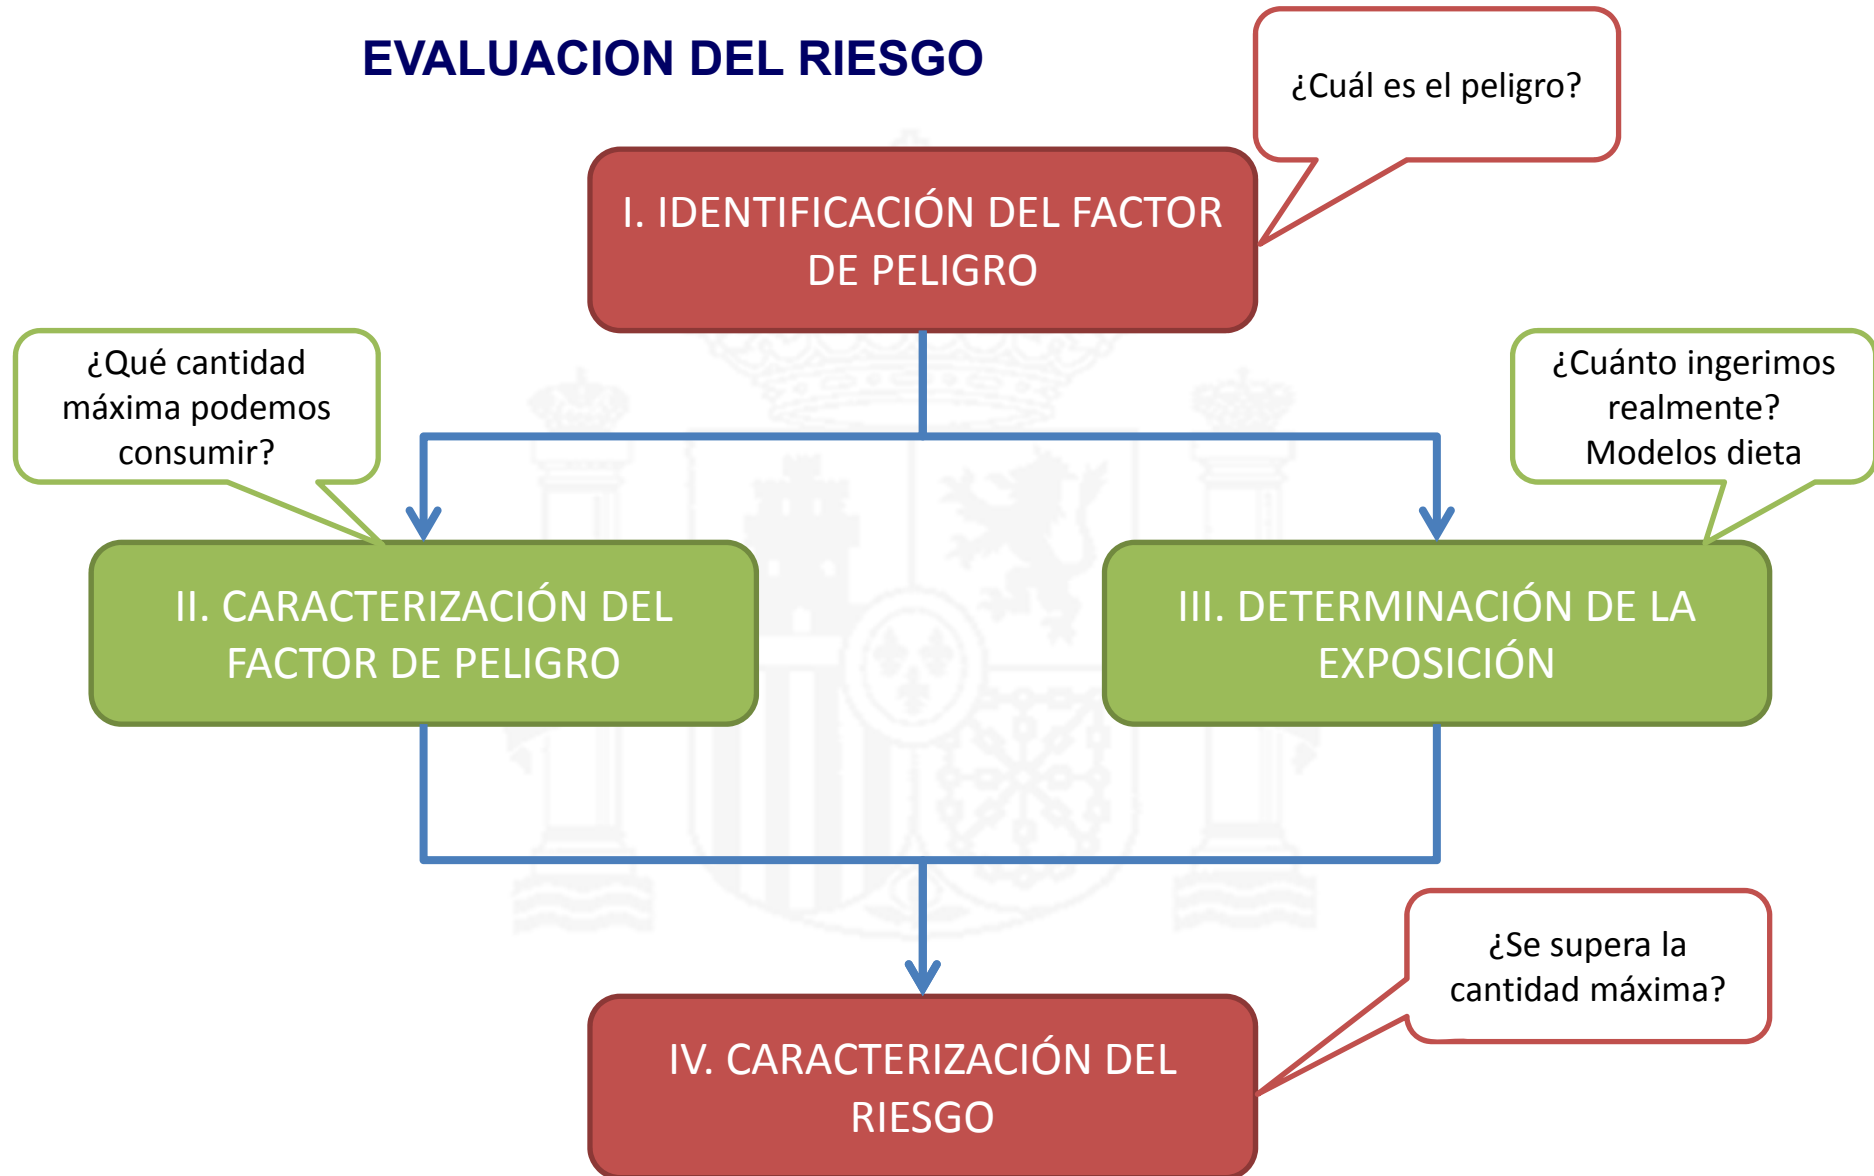 EVALUACION DEL RIESGO
¿Cuál es el peligro?
I. IDENTIFICACIÓN DEL FACTOR
DE PELIGRO
¿Qué cantidad
máxima podemos
consumir?
¿Cuánto ingerimos
realmente?
Modelos dieta
II. CARACTERIZACIÓN DEL
FACTOR DE PELIGRO
III. DETERMINACIÓN DE LA
EXPOSICIÓN
¿Se supera la
cantidad máxima?
IV. CARACTERIZACIÓN DEL
RIESGO